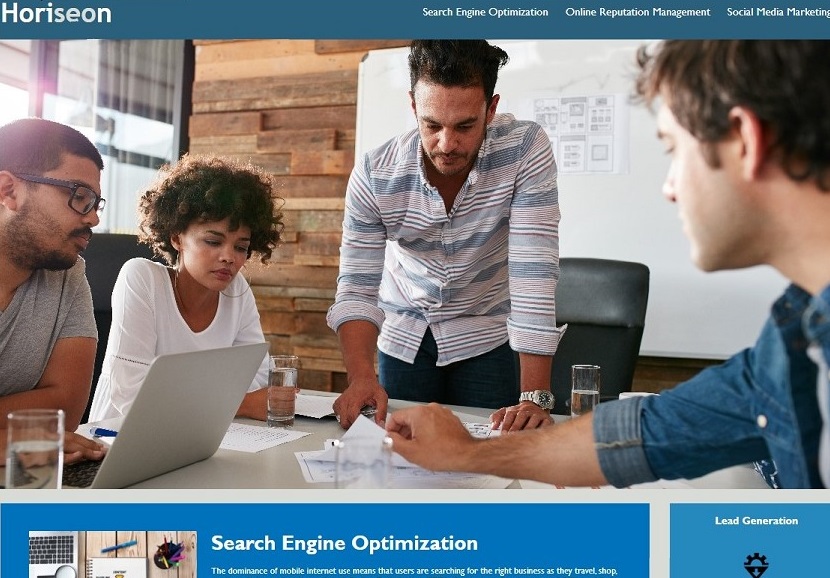 Horiseon
Search Engine Optimization
Online Reputation Management
Social Media Marketing
Search Engine Optimization
The dominance of mobile internet use means that users are searching for the right business as they travel, shop,
Lead Generation